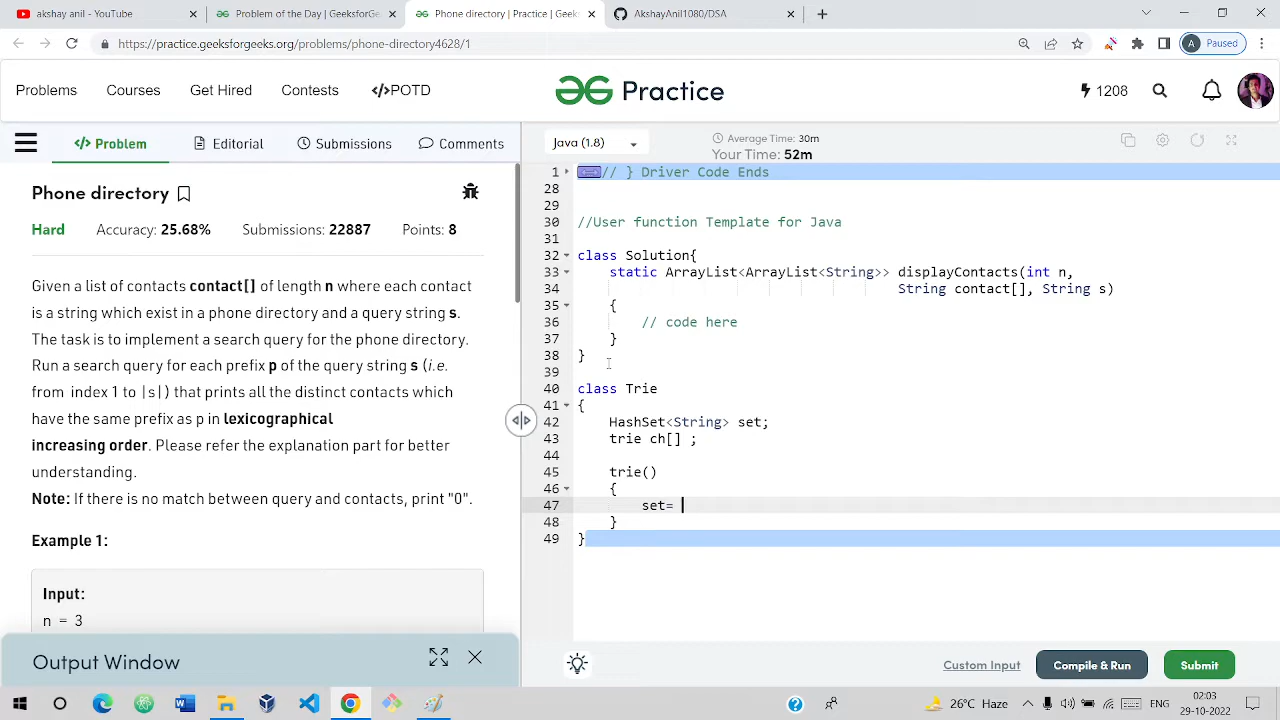 akshay anil - YouTube
Problem of the Day | GeeksforGe
Phone directory | Practice | Geek
AkshayAnil1080/DS_Algo
https://practice.geeksforgeeks.org/problems/phone-directory4628/1
A Paused
Problems
Courses
Get Hired
Contests
</>POTD
Practice
1208
</> Problem
Editorial
Submissions
Comments
Java (1.8)
Average Time: 30m
Your Time: 52m
Phone directory
Hard
Accuracy: 25.68%
Submissions: 22887
Points: 8
Given a list of contacts contact[] of length n where each contact
is a string which exist in a phone directory and a query string s.
The task is to implement a search query for the phone directory.
Run a search query for each prefix p of the query string s (i.e.
from index 1 to |s|) that prints all the distinct contacts which
have the same prefix as p in lexicographical
increasing order. Please refer the explanation part for better
understanding.
Note: If there is no match between query and contacts, print "0".
Example 1:
Input:
n = 3
Output Window
1 // } Driver Code Ends
28
29
30 //User function Template for Java
31
32 class Solution{
33 static ArrayList<ArrayList<String>> displayContacts(int n,
34 String contact[], String s)
35 {
36 // code here
37 }
38 }
39
40 class Trie
41 {
42 HashSet<String> set;
43 trie ch[] ;
44
45 trie()
46 {
47 set=
48 }
49 }
Custom Input
Compile & Run
Submit
26°C Haze
ENG
02:03
29-10-2022